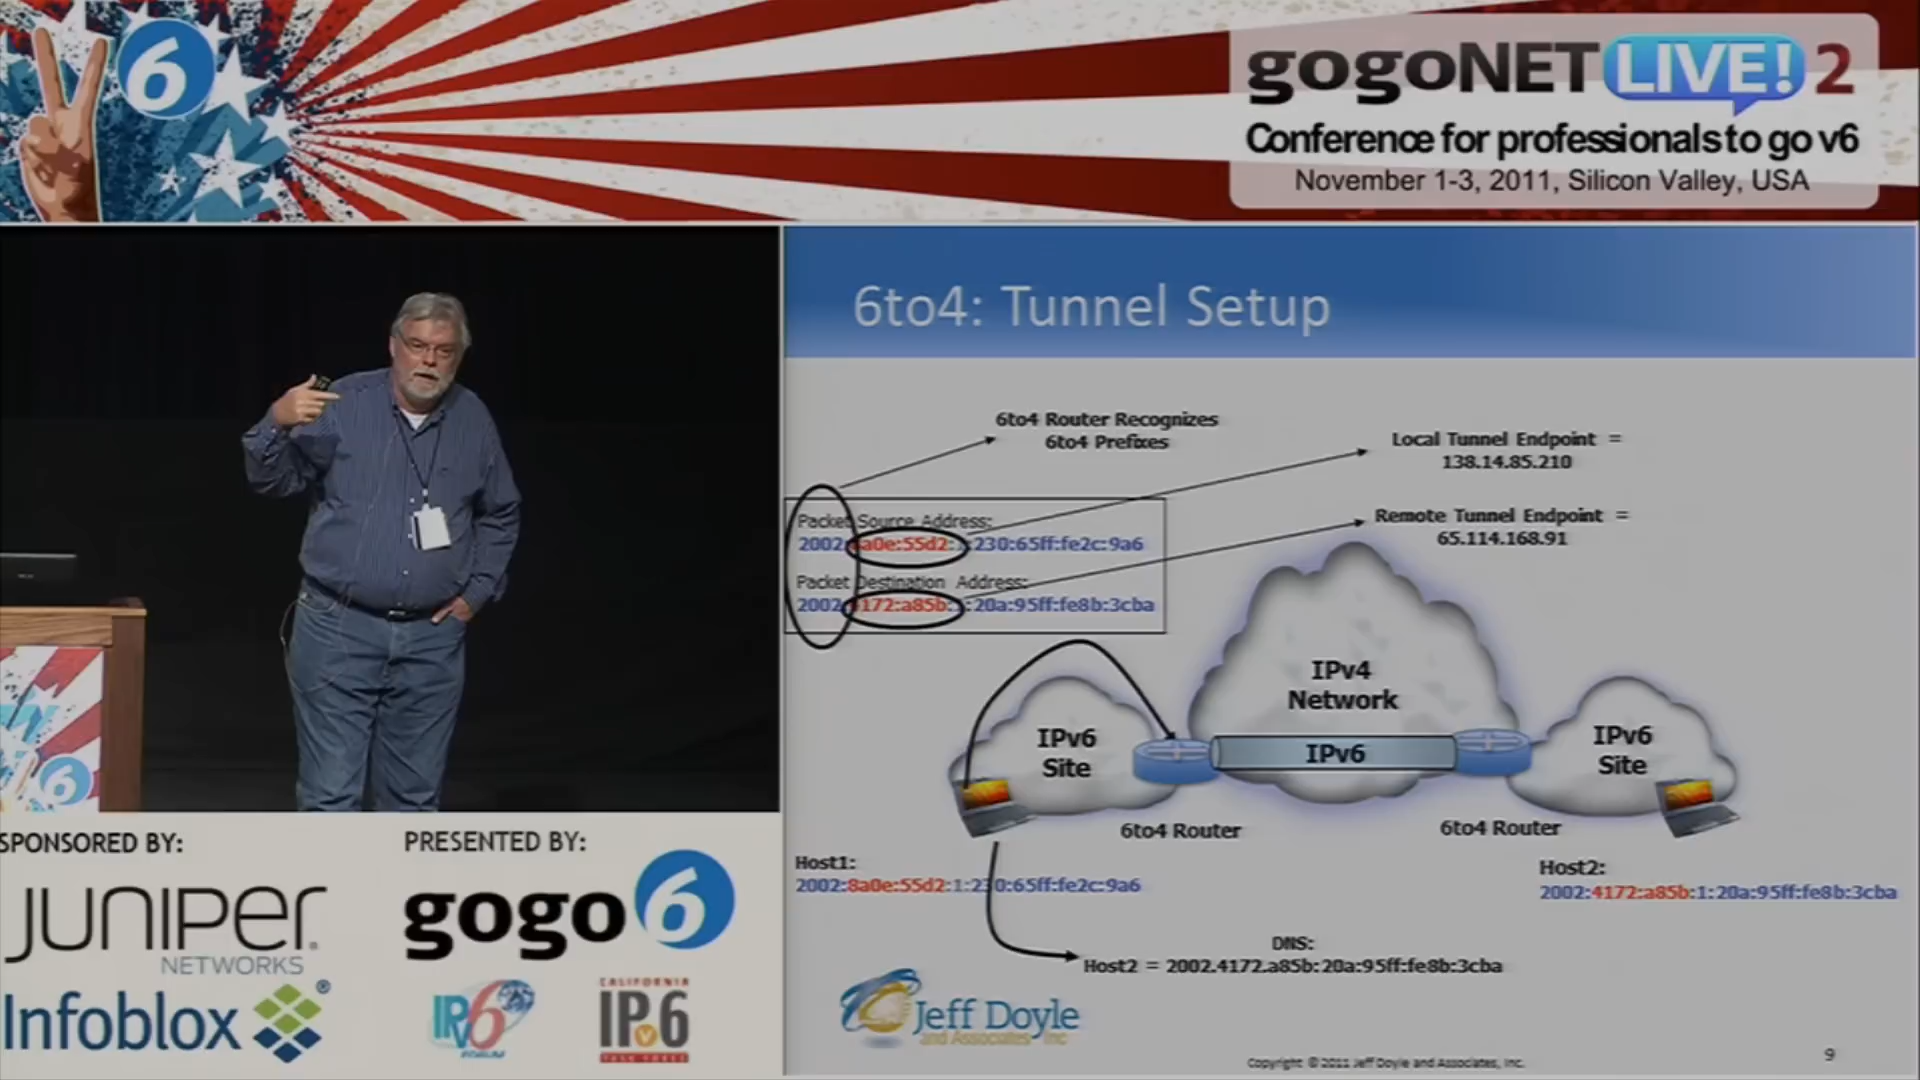 6
gogoNET LIVE! 2
Conference for professionals to go v6
November 1-3, 2011, Silicon Valley, USA
6to4: Tunnel Setup
6to4 Router Recognizes
6to4 Prefixes
Local Tunnel Endpoint =
138.14.85.210
Remote Tunnel Endpoint =
65.114.168.91
Packet Source Address:
2002:8a0e:55d2:1:230:65ff:fe2c:9a6
Packet Destination Address:
2002:4172:a85b:1:20a:95ff:fe8b:3cba
IPv4
Network
IPv6
Site
IPv6
IPv6
Site
6to4 Router
6to4 Router
Host1:
2002:8a0e:55d2:1:230:65ff:fe2c:9a6
Host2:
2002:4172:a85b:1:20a:95ff:fe8b:3cba
DNS:
Host2 = 2002.4172.a85b:20a:95ff:fe8b:3cba
Jeff Doyle
and Associates Inc
Copyright © 2011 Jeff Doyle and Associates, Inc.
9
6
SPONSORED BY:
JUNIPER
NETWORKS
Infoblox
PRESENTED BY:
gogo6
IPv6
FORUM
CALIFORNIA
IPv6
TASK FORCE